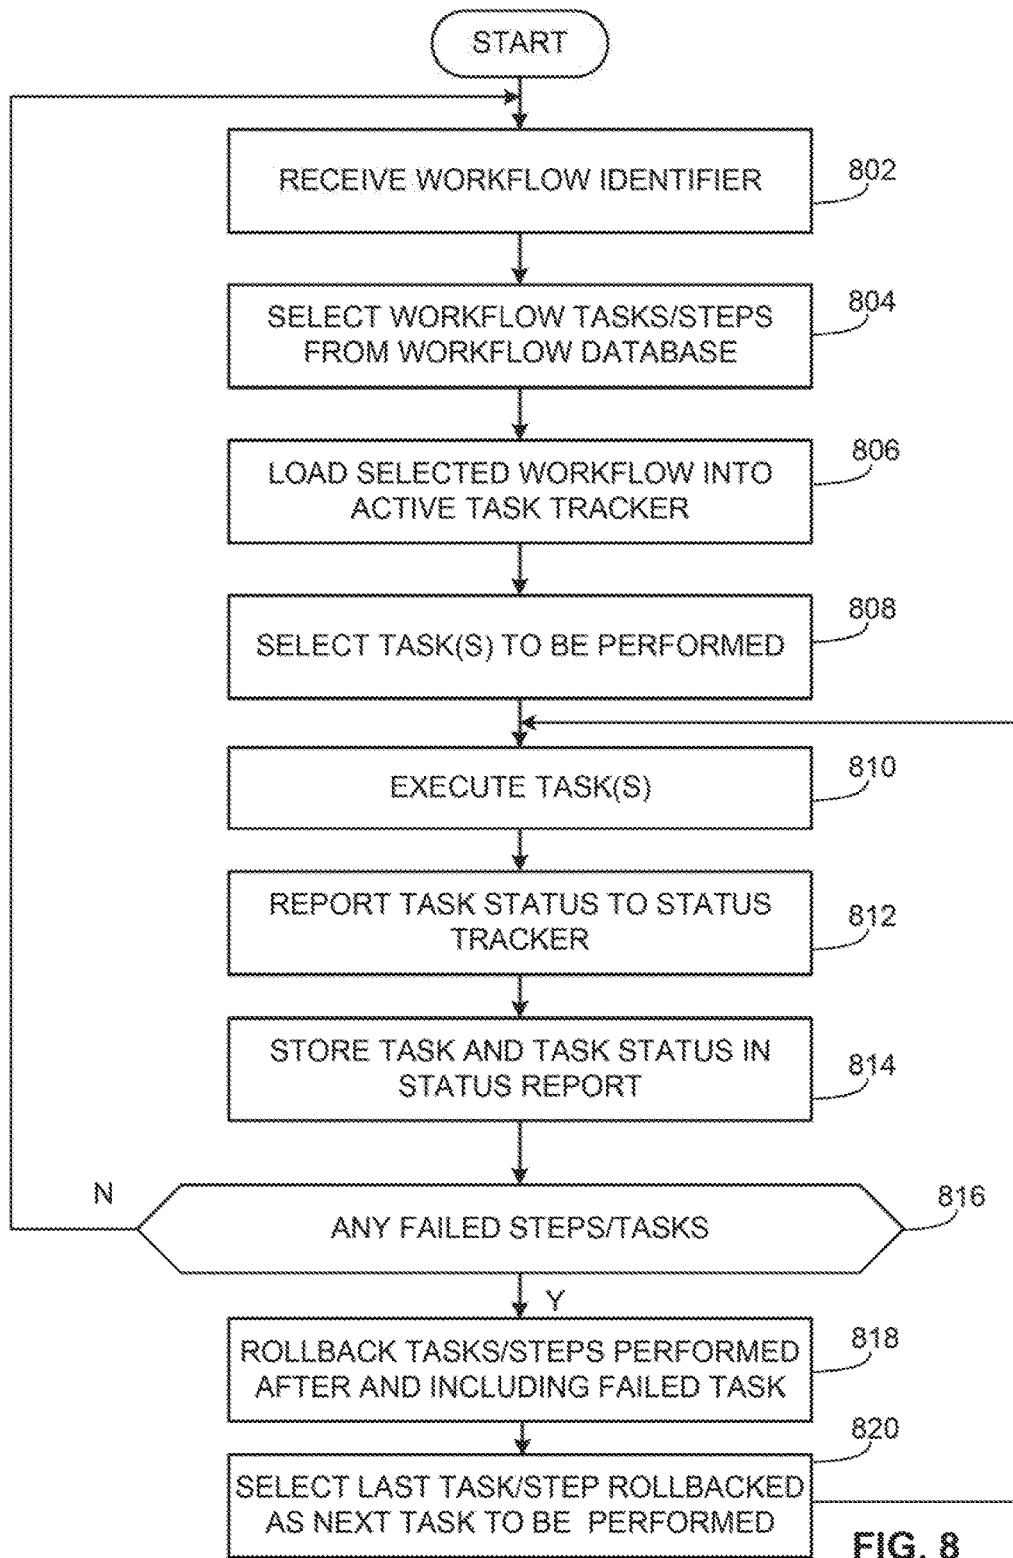 START
RECEIVE WORKFLOW IDENTIFIER
802
SELECT WORKFLOW TASKS/STEPS
FROM WORKFLOW DATABASE
804
LOAD SELECTED WORKFLOW INTO
ACTIVE TASK TRACKER
806
SELECT TASK(S) TO BE PERFORMED
808
EXECUTE TASK(S)
810
REPORT TASK STATUS TO STATUS
TRACKER
812
STORE TASK AND TASK STATUS IN
STATUS REPORT
814
N
ANY FAILED STEPS/TASKS
816
Y
ROLLBACK TASKS/STEPS PERFORMED
AFTER AND INCLUDING FAILED TASK
818
SELECT LAST TASK/STEP ROLLBACKED
AS NEXT TASK TO BE PERFORMED
820
FIG. 8